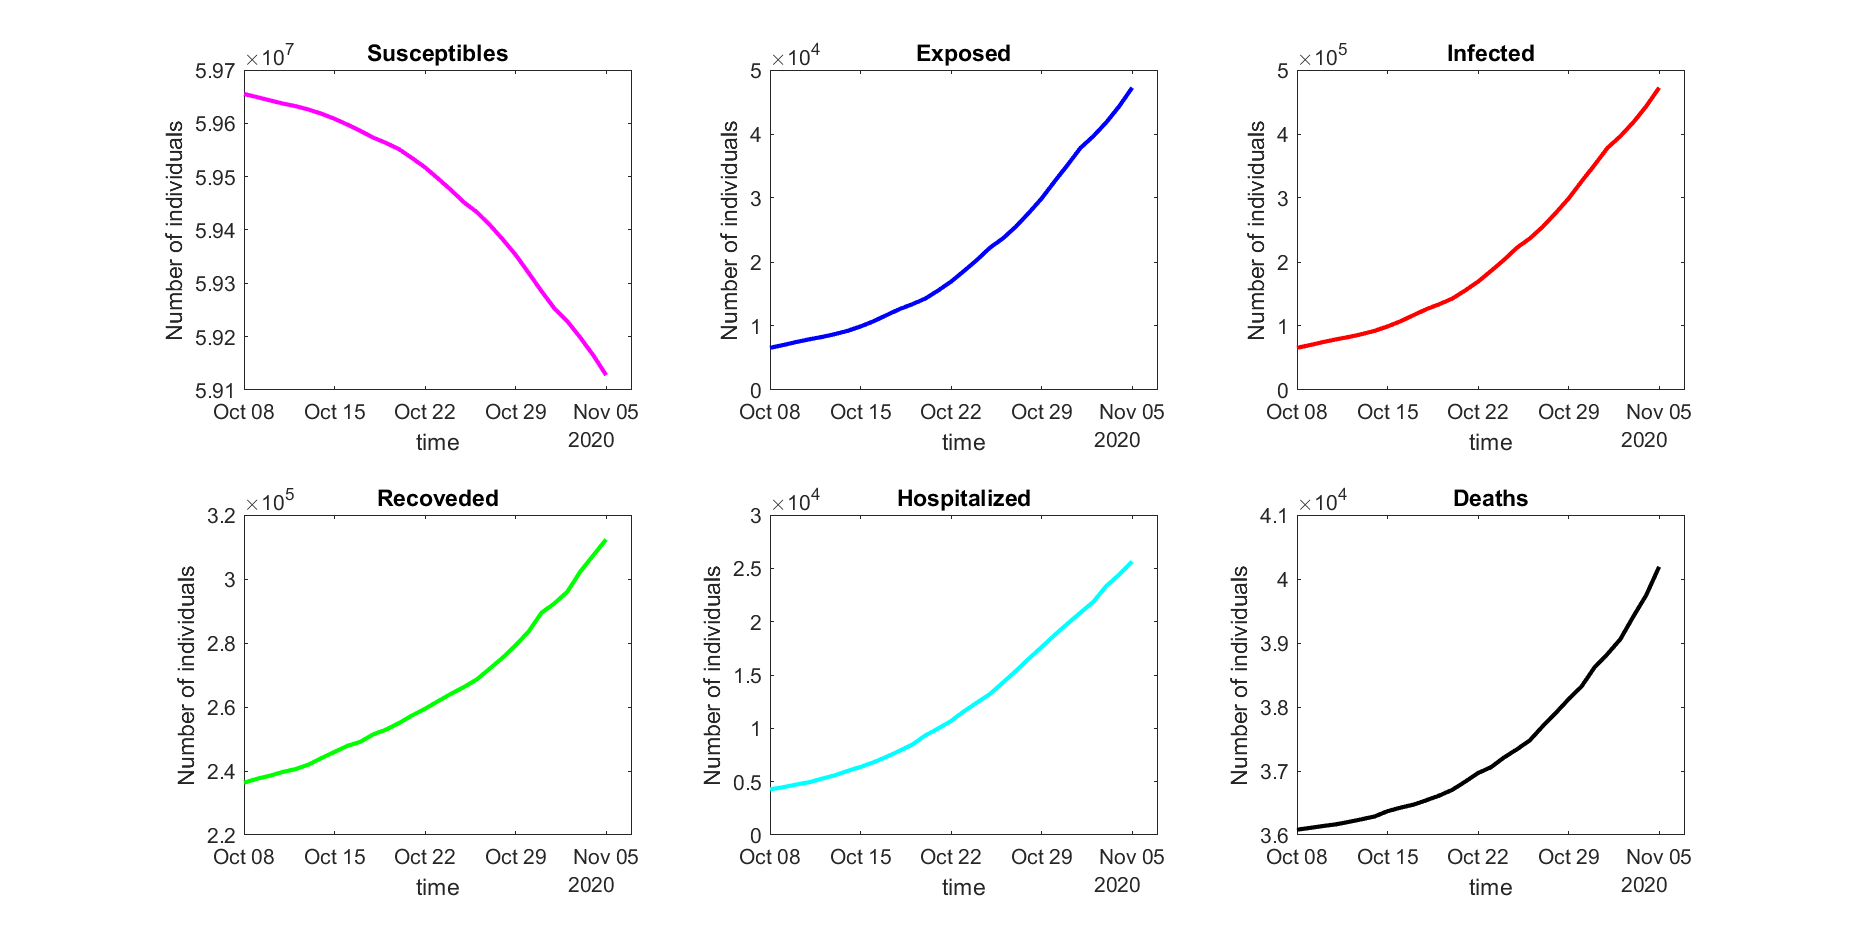 Susceptibles
×10^7
5.97
5.96
5.95
5.94
5.93
5.92
5.91
Number of individuals
Oct 08 Oct 15 Oct 22 Oct 29 Nov 05
time
2020
Exposed
×10^4
5
4
3
2
1
0
Number of individuals
Oct 08 Oct 15 Oct 22 Oct 29 Nov 05
time
2020
Infected
×10^5
5
4
3
2
1
0
Number of individuals
Oct 08 Oct 15 Oct 22 Oct 29 Nov 05
time
2020
Recoveded
×10^5
3.2
3
2.8
2.6
2.4
2.2
Number of individuals
Oct 08 Oct 15 Oct 22 Oct 29 Nov 05
time
2020
Hospitalized
×10^4
3
2.5
2
1.5
1
0.5
0
Number of individuals
Oct 08 Oct 15 Oct 22 Oct 29 Nov 05
time
2020
Deaths
×10^4
4.1
4
3.9
3.8
3.7
3.6
Number of individuals
Oct 08 Oct 15 Oct 22 Oct 29 Nov 05
time
2020